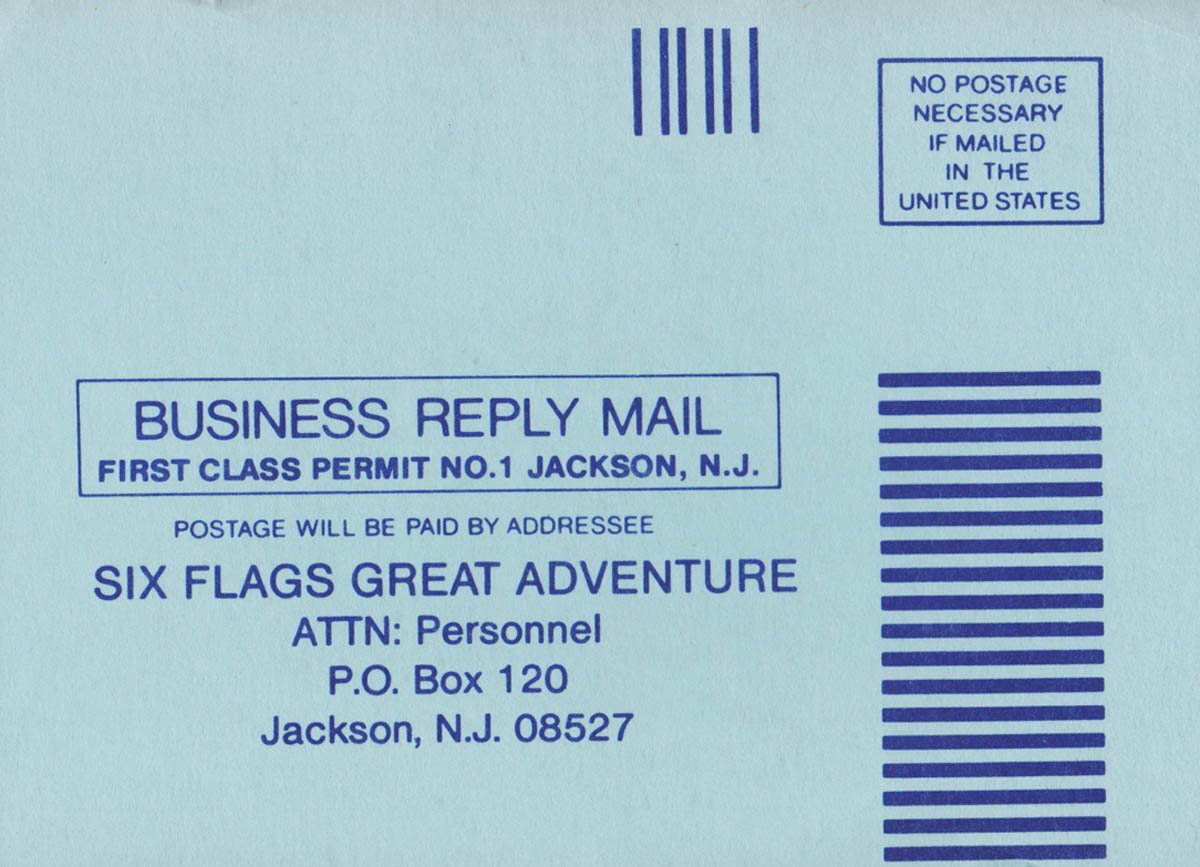 NO POSTAGE
NECESSARY
IF MAILED
IN THE
UNITED STATES
BUSINESS REPLY MAIL
FIRST CLASS PERMIT NO.1 JACKSON, N.J.
POSTAGE WILL BE PAID BY ADDRESSEE
SIX FLAGS GREAT ADVENTURE
ATTN: Personnel
P.O. Box 120
Jackson, N.J. 08527